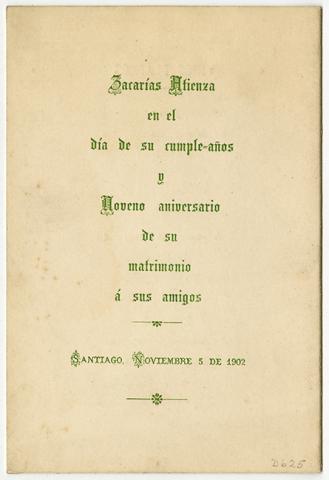 Zacarías Atienza
en el
día de su cumple-años
y
Noveno aniversario
de su
matrimonio
á sus amigos
Santiago, Noviembre 5 de 1902
D625